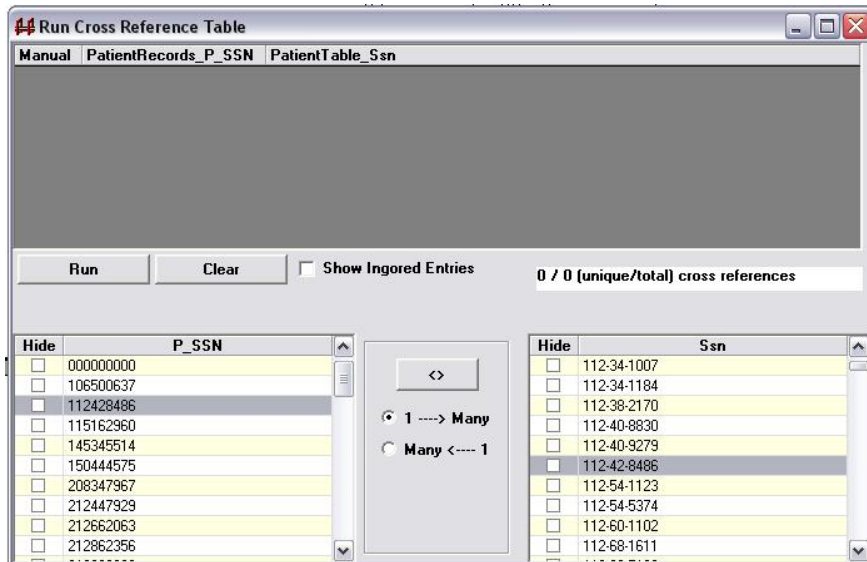 Run Cross Reference Table
Manual PatientRecords_P_SSN PatientTable_Ssn
Run Clear Show Ingored Entries 0 / 0 (unique/total) cross references
Hide P_SSN Hide Ssn
000000000 112-34-1007
106500637 <> 112-34-1184
112428486 1 ----> Many 112-38-2170
115162960 112-40-8830
145345514 Many <---- 1 112-40-9279
150444575 112-42-8486
208347967 112-54-1123
212447929 112-54-5374
212662063 112-60-1102
212862356 112-68-1611